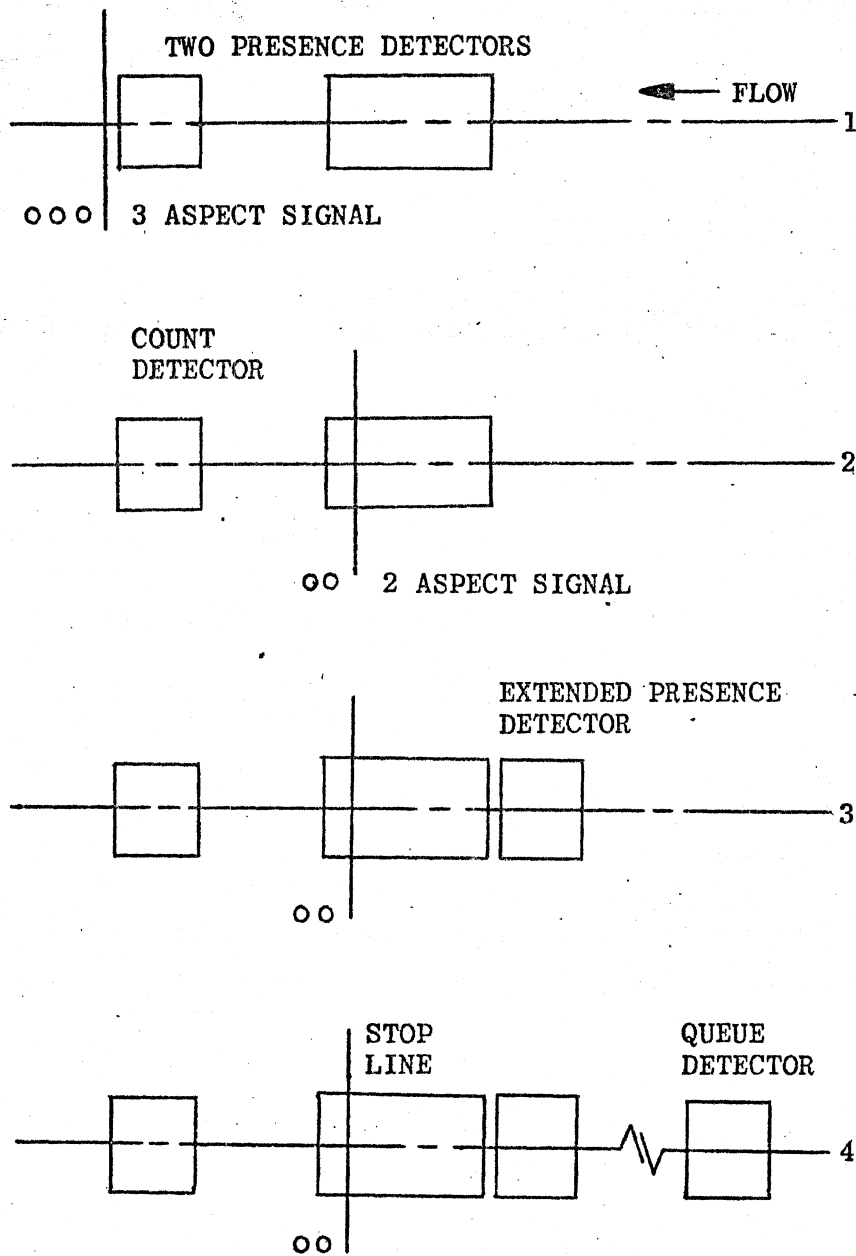 TWO PRESENCE DETECTORS
FLOW
1
3 ASPECT SIGNAL
COUNT
DETECTOR
2
2 ASPECT SIGNAL
EXTENDED PRESENCE
DETECTOR
3
STOP
LINE
QUEUE
DETECTOR
4